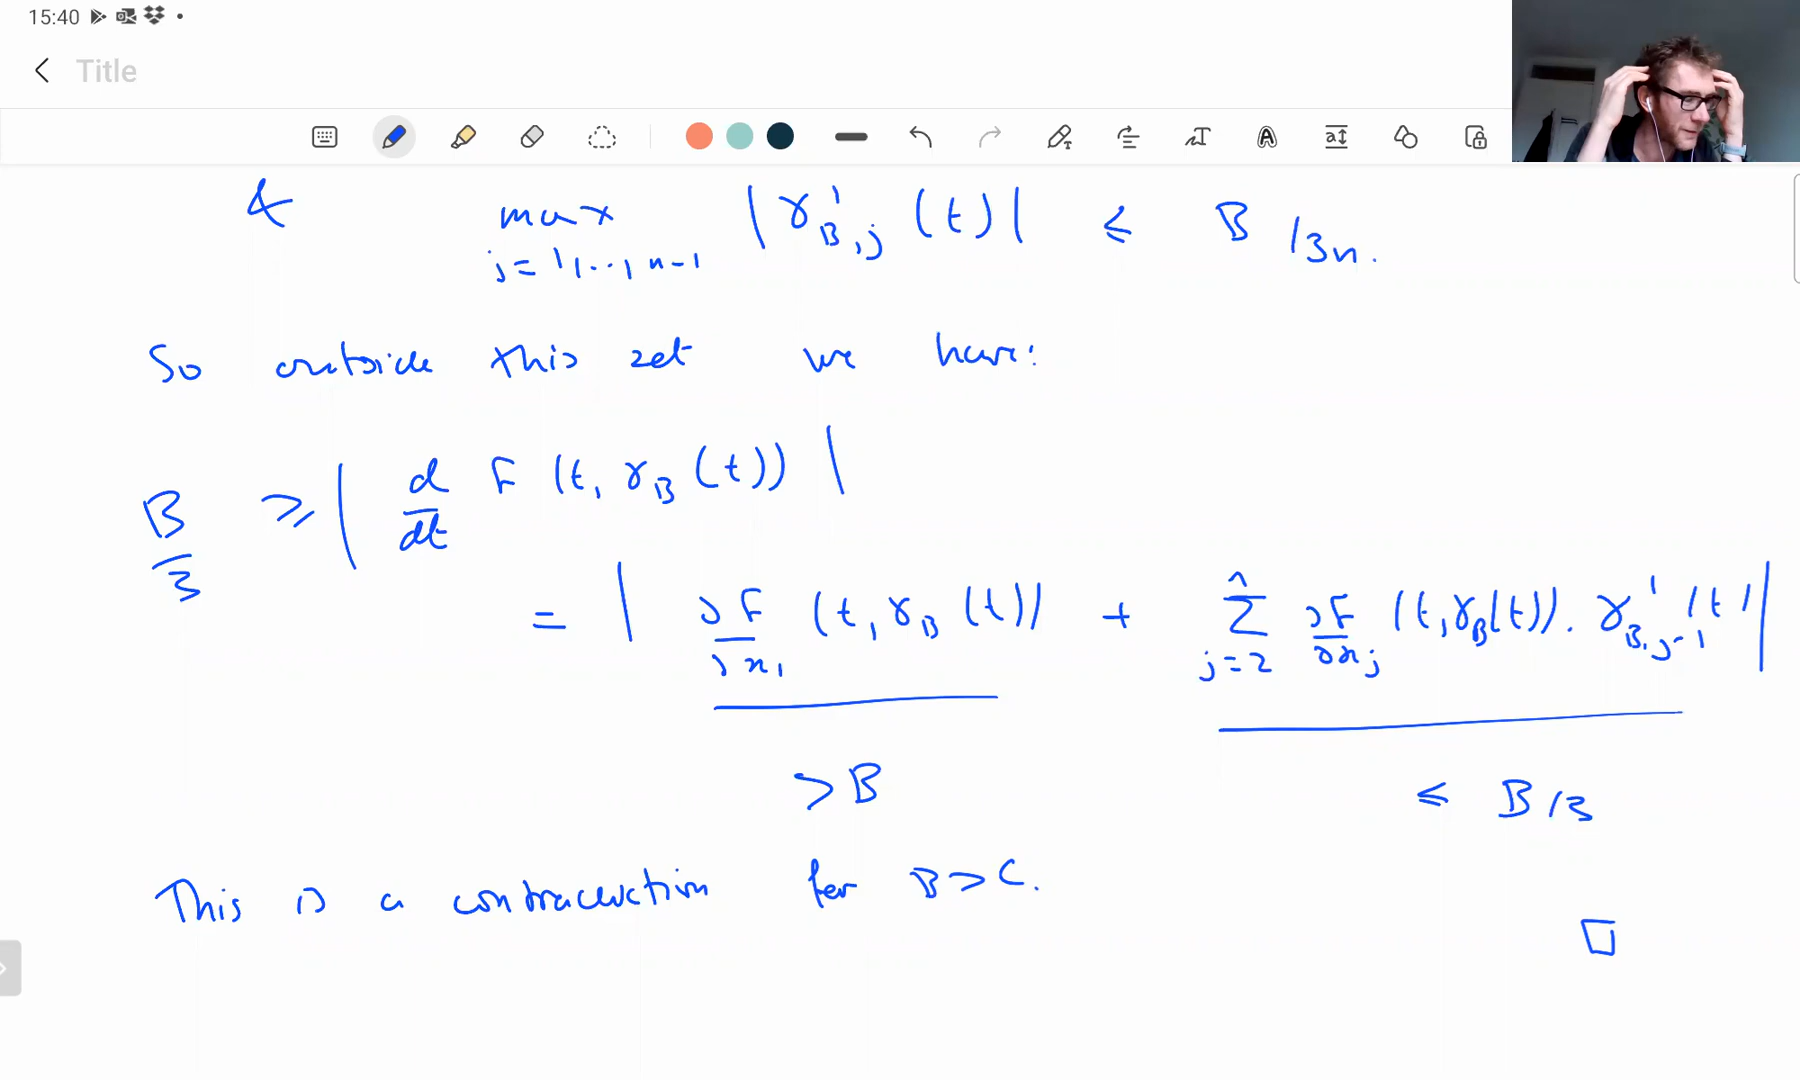 15:40
Title
& max |γ'_{B,j}(t)| ≤ B/3n.
j=1,..,n-1
So outside this set we have:
B/3 ≥ | d/dt F(t, γ_B(t)) |
= | ∂F/∂x_1 (t, γ_B(t)) + Σ_{j=2}^{n} ∂F/∂x_j (t, γ_B(t)). γ'_{B,j-1}(t) |
> B ≤ B/3
This is a contradiction for B > C.
□